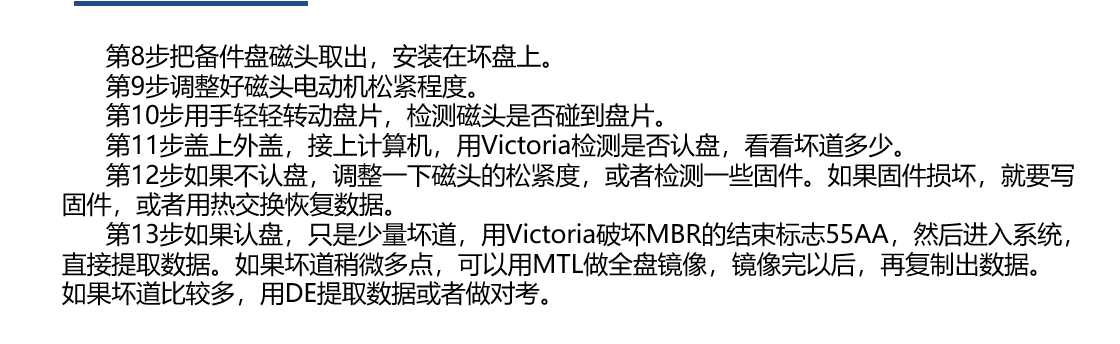 第8步把备件盘磁头取出，安装在坏盘上。
第9步调整好磁头电动机松紧程度。
第10步用手轻轻转动盘片，检测磁头是否碰到盘片。
第11步盖上外盖，接上计算机，用Victoria检测是否认盘，看看坏道多少。
第12步如果不认盘，调整一下磁头的松紧度，或者检测一些固件。如果固件损坏，就要写
固件，或者用热交换恢复数据。
第13步如果认盘，只是少量坏道，用Victoria破坏MBR的结束标志55AA，然后进入系统，
直接提取数据。如果坏道稍微多点，可以用MTL做全盘镜像，镜像完以后，再复制出数据。
如果坏道比较多，用DE提取数据或者做对考。